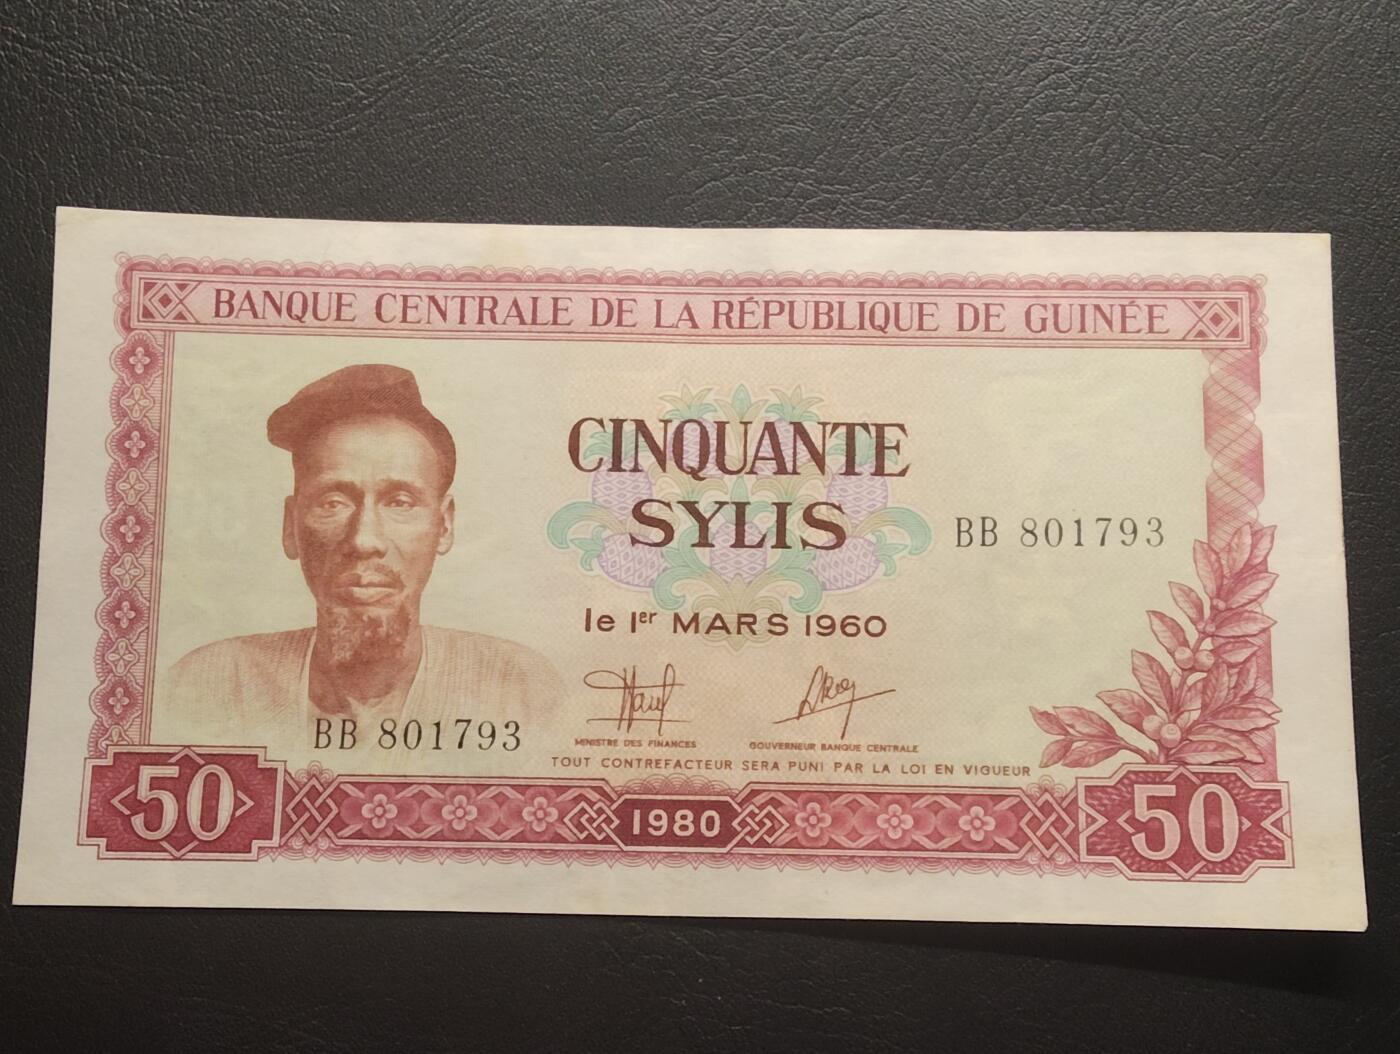 BANQUE CENTRALE DE LA RÉPUBLIQUE DE GUINÉE
CINQUANTE
SYLIS
BB 801793
le 1er MARS 1960
BB 801793
MINISTRE DES FINANCES
GOUVERNEUR BANQUE CENTRALE
TOUT CONTREFACTEUR SERA PUNI PAR LA LOI EN VIGUEUR
50
1980
50